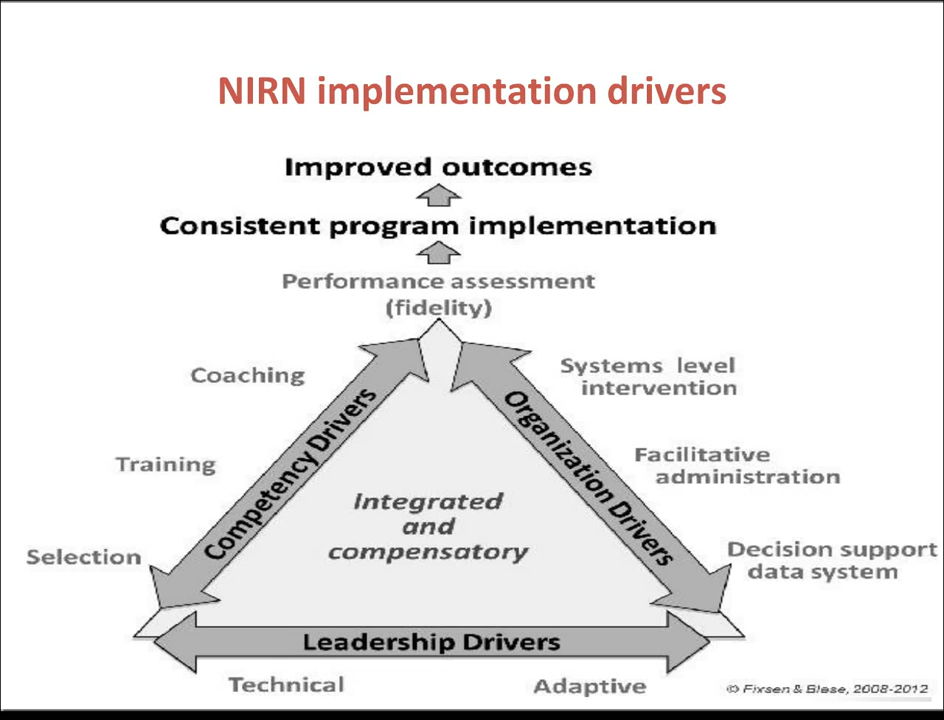 NIRN implementation drivers
Improved outcomes
Consistent program implementation
Performance assessment
(fidelity)
Coaching
Training
Selection
Competency Drivers
Integrated
and
compensatory
Organization Drivers
Systems level
intervention
Facilitative
administration
Decision support
data system
Leadership Drivers
Technical
Adaptive
© Fixsen & Blase, 2008-2012